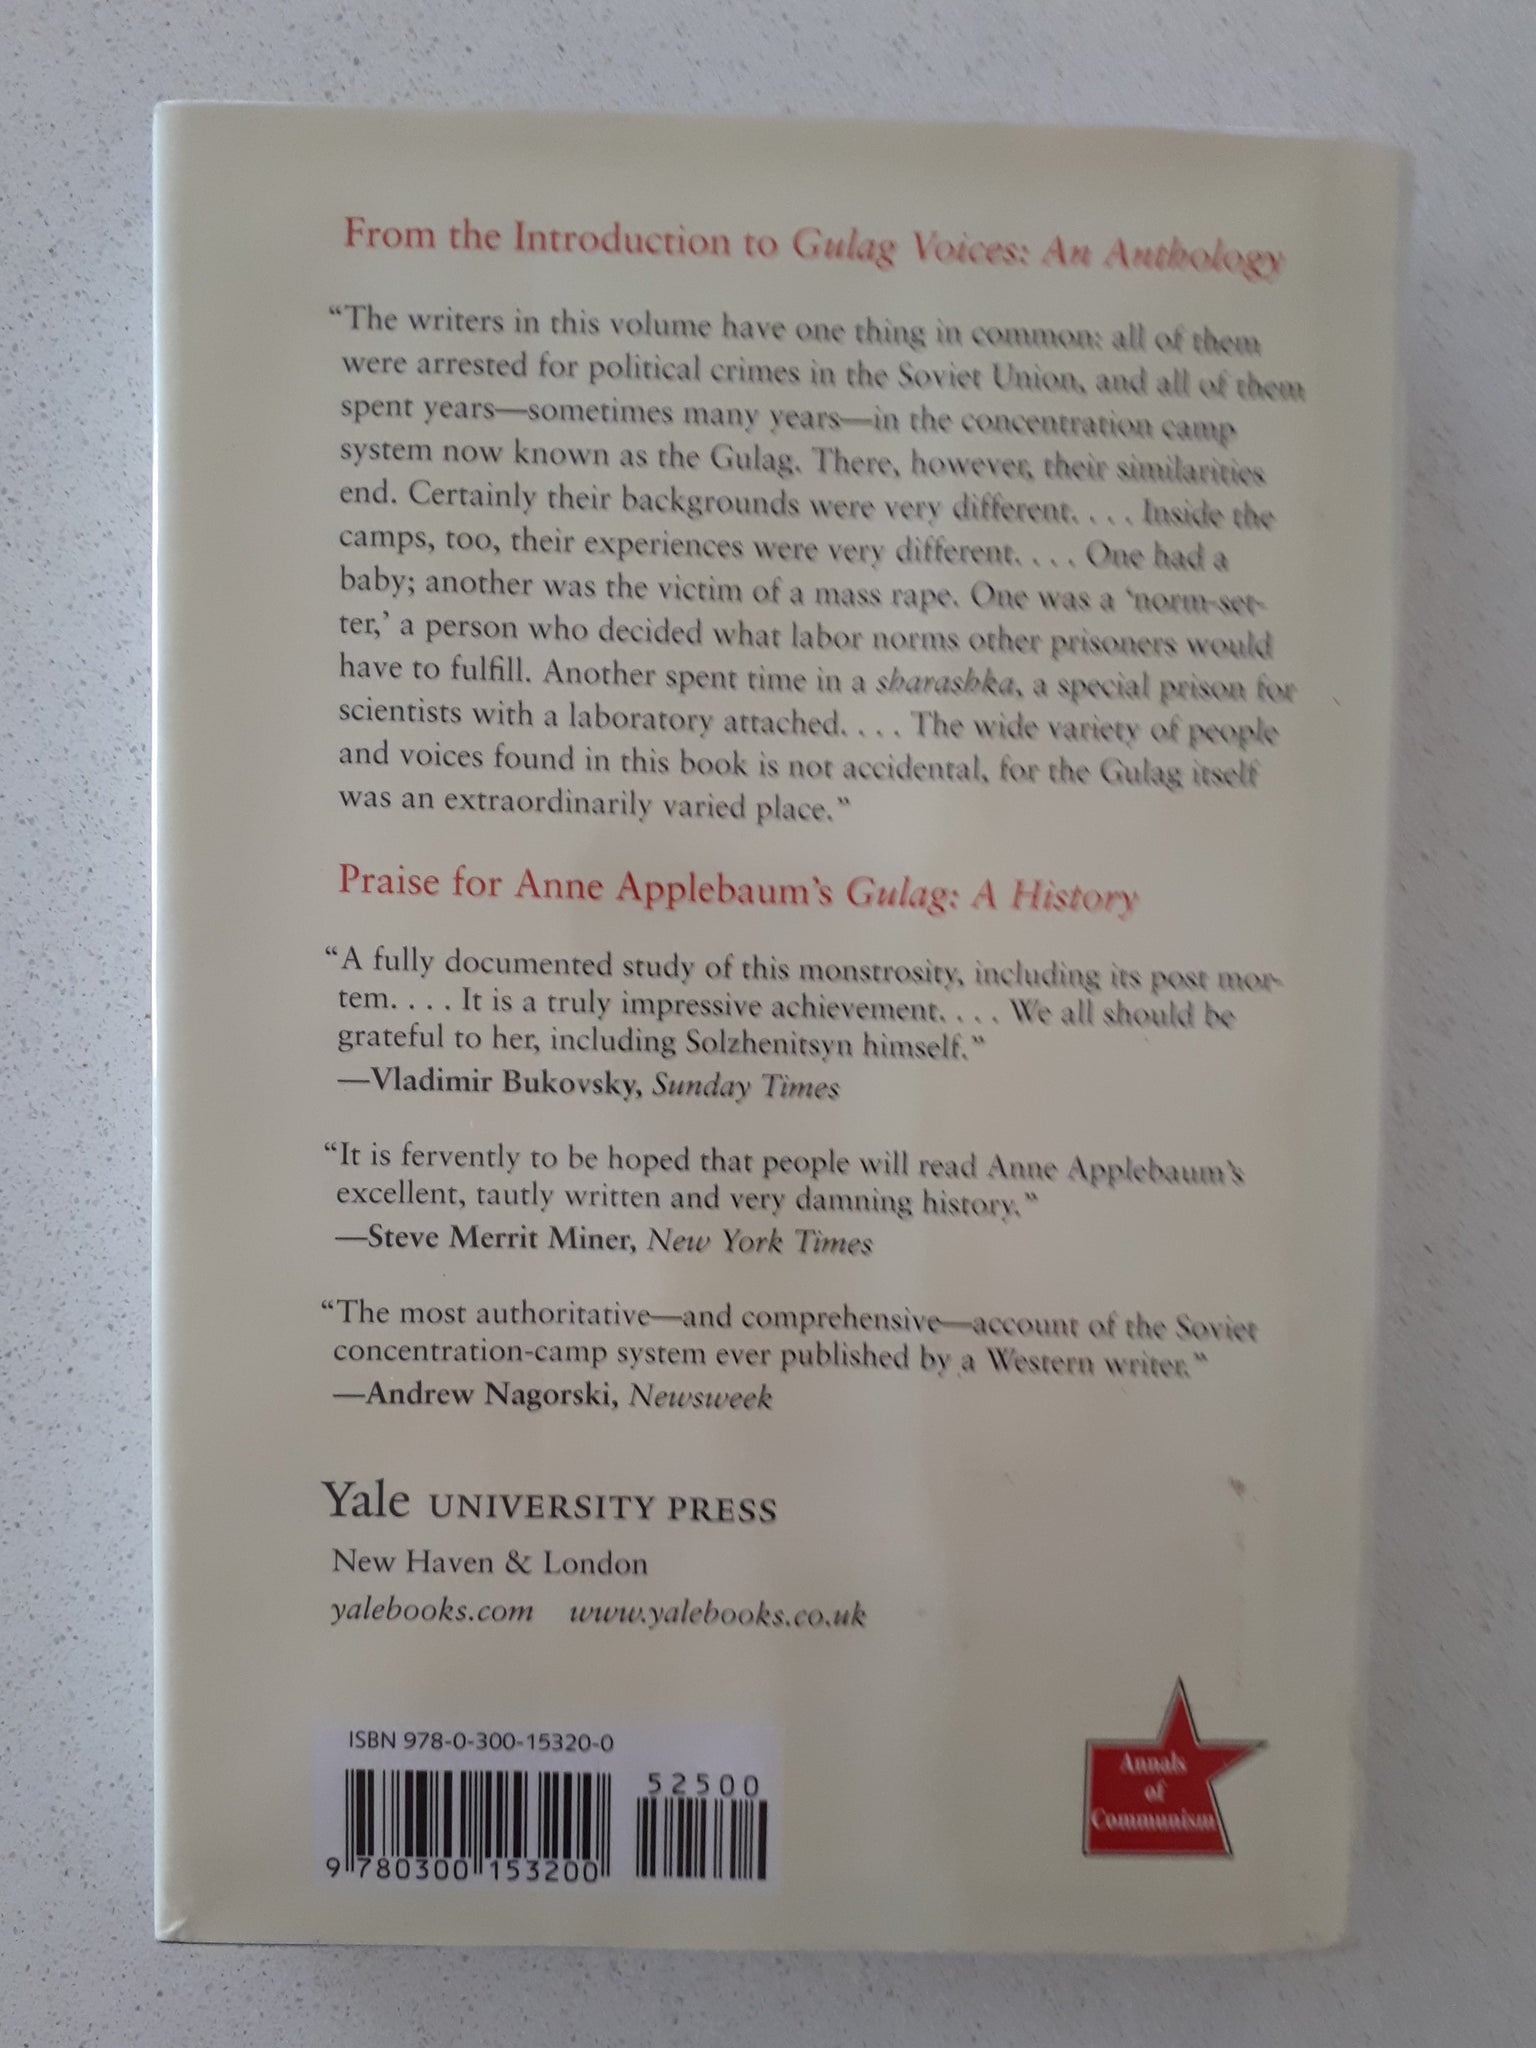 From the Introduction to Gulag Voices: An Anthology
“The writers in this volume have one thing in common: all of them
were arrested for political crimes in the Soviet Union, and all of them
spent years—sometimes many years—in the concentration camp
system now known as the Gulag. There, however, their similarities
end. Certainly their backgrounds were very different. . . . Inside the
camps, too, their experiences were very different. . . . One had a
baby; another was the victim of a mass rape. One was a ‘norm-set-
ter,’ a person who decided what labor norms other prisoners would
have to fulfill. Another spent time in a sharashka, a special prison for
scientists with a laboratory attached. . . . The wide variety of people
and voices found in this book is not accidental, for the Gulag itself
was an extraordinarily varied place.”
Praise for Anne Applebaum’s Gulag: A History
“A fully documented study of this monstrosity, including its post mor-
tem. . . . It is a truly impressive achievement. . . . We all should be
grateful to her, including Solzhenitsyn himself.”
—Vladimir Bukovsky, Sunday Times
“It is fervently to be hoped that people will read Anne Applebaum’s
excellent, tautly written and very damning history.”
—Steve Merrit Miner, New York Times
“The most authoritative—and comprehensive—account of the Soviet
concentration-camp system ever published by a Western writer.”
—Andrew Nagorski, Newsweek
Yale UNIVERSITY PRESS
New Haven & London
yalebooks.com www.yalebooks.co.uk
ISBN 978-0-300-15320-0
52500
9 780300 153200
Annals
of
Communism